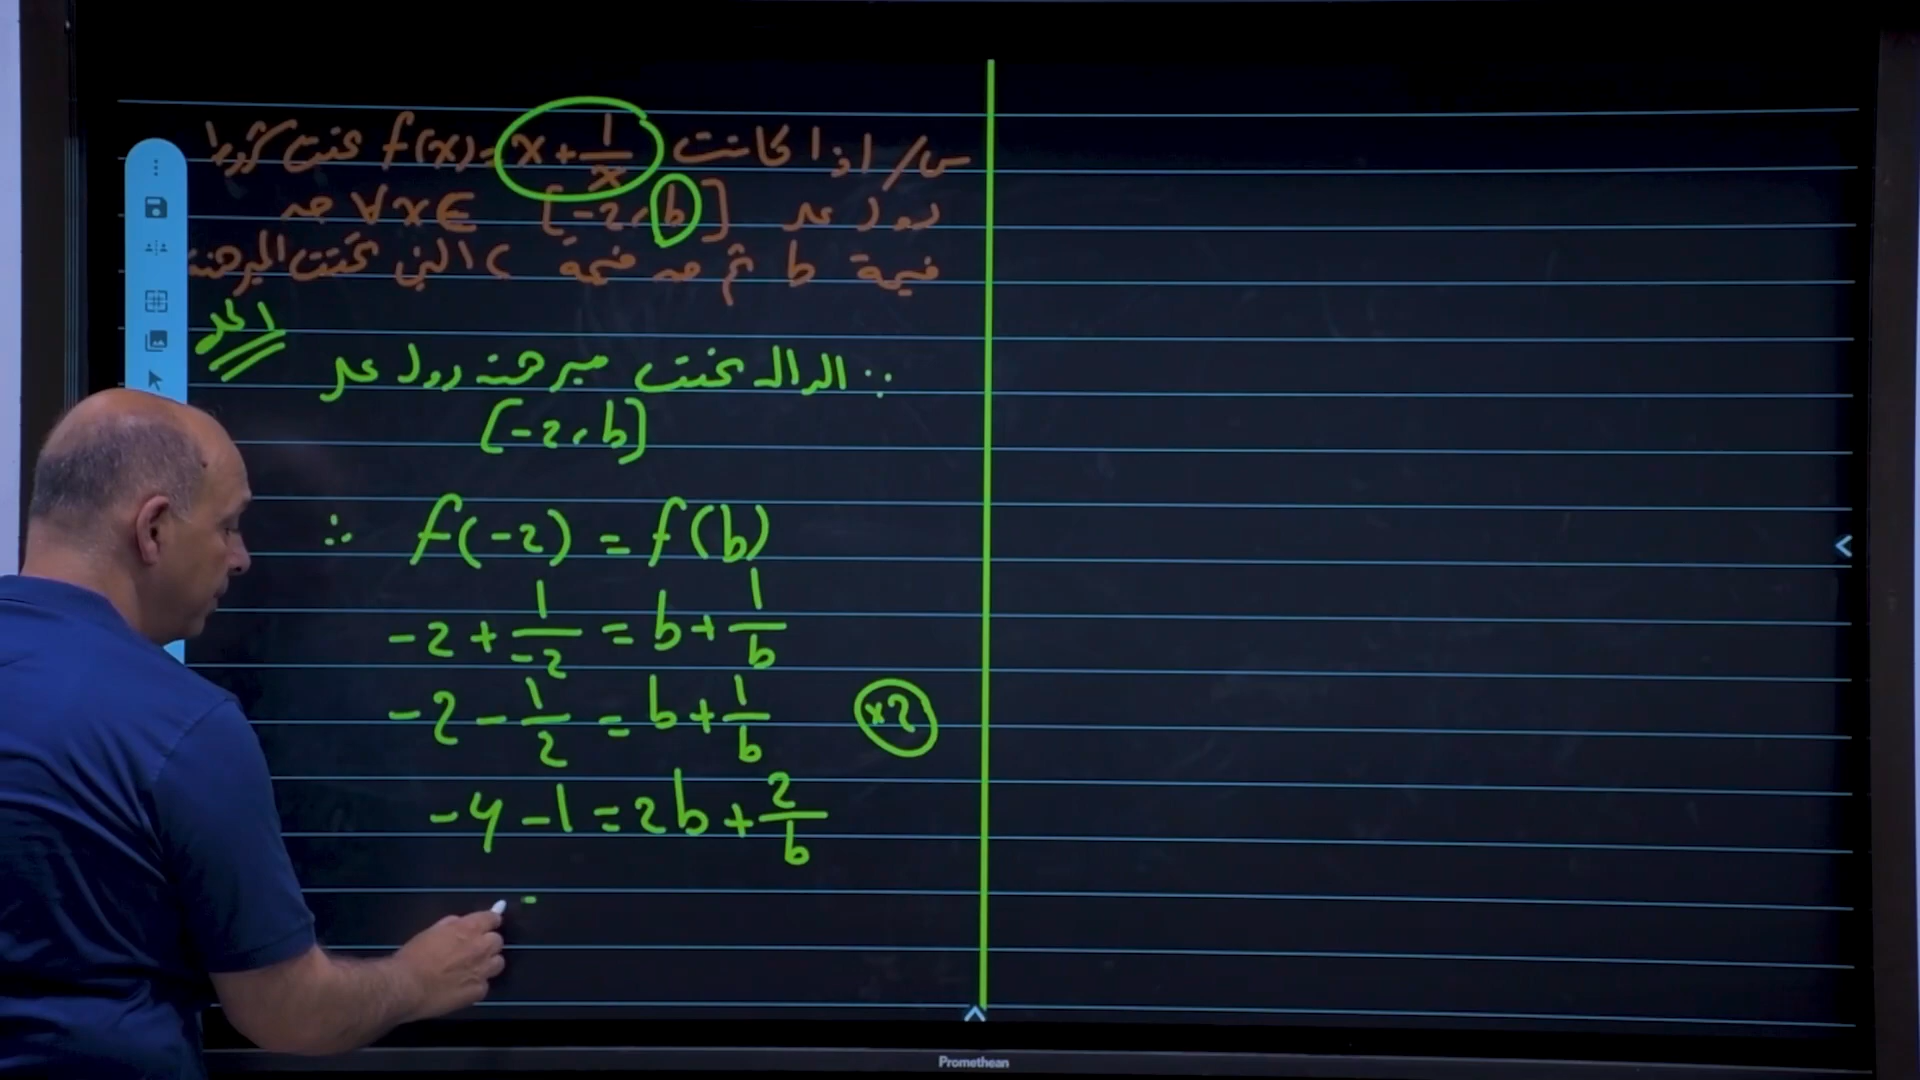 س/ اذا كانت f(x)=x+1/x تحقق
رول على [-2, b] ∀x∈ جد
قيمة b ثم جد قيمة c التي تحقق المبرهنة
الحل
∵ الدالة تحقق مبرهنة رول على
[-2, b]
∴ f(-2) = f(b)
-2 + 1/-2 = b + 1/b
-2 - 1/2 = b + 1/b ×2
-4 - 1 = 2b + 2/b
-
Promethean